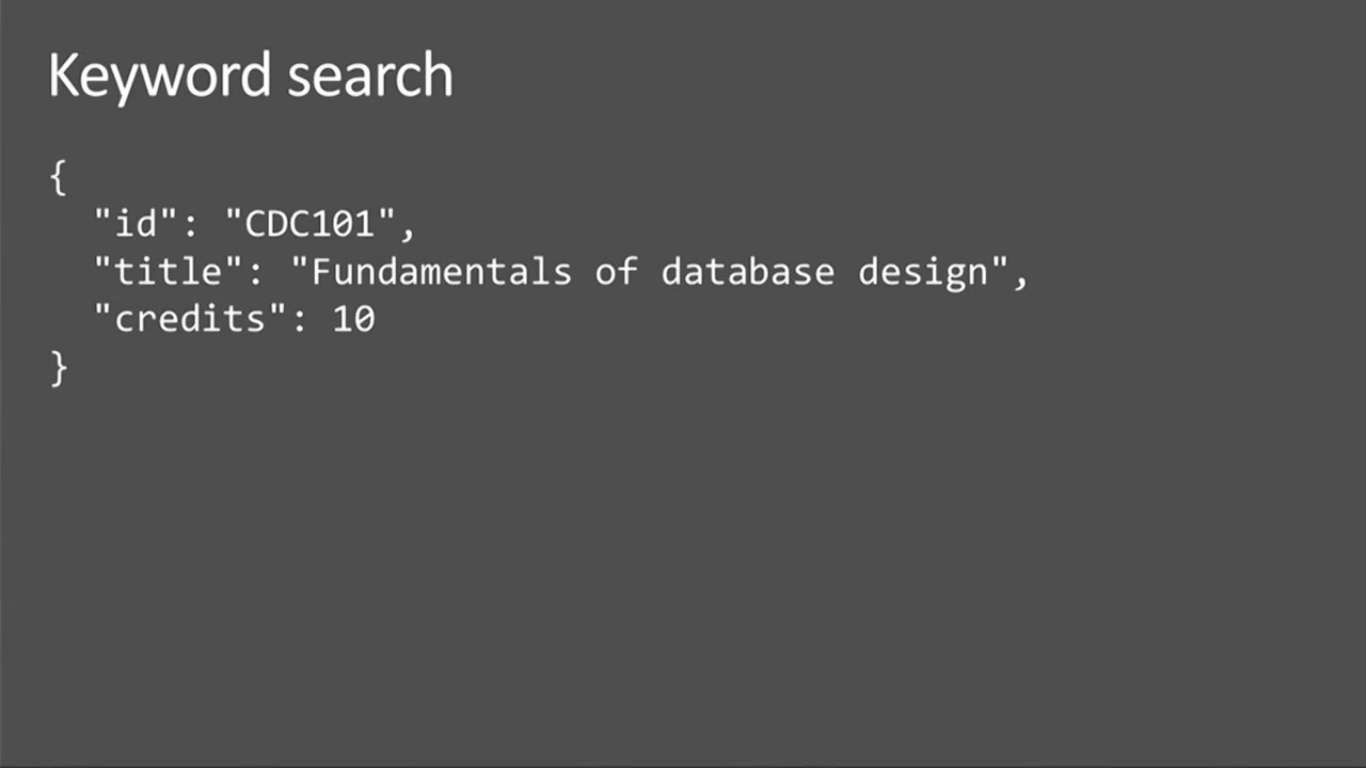 Keyword search
{
  "id": "CDC101",
  "title": "Fundamentals of database design",
  "credits": 10
}